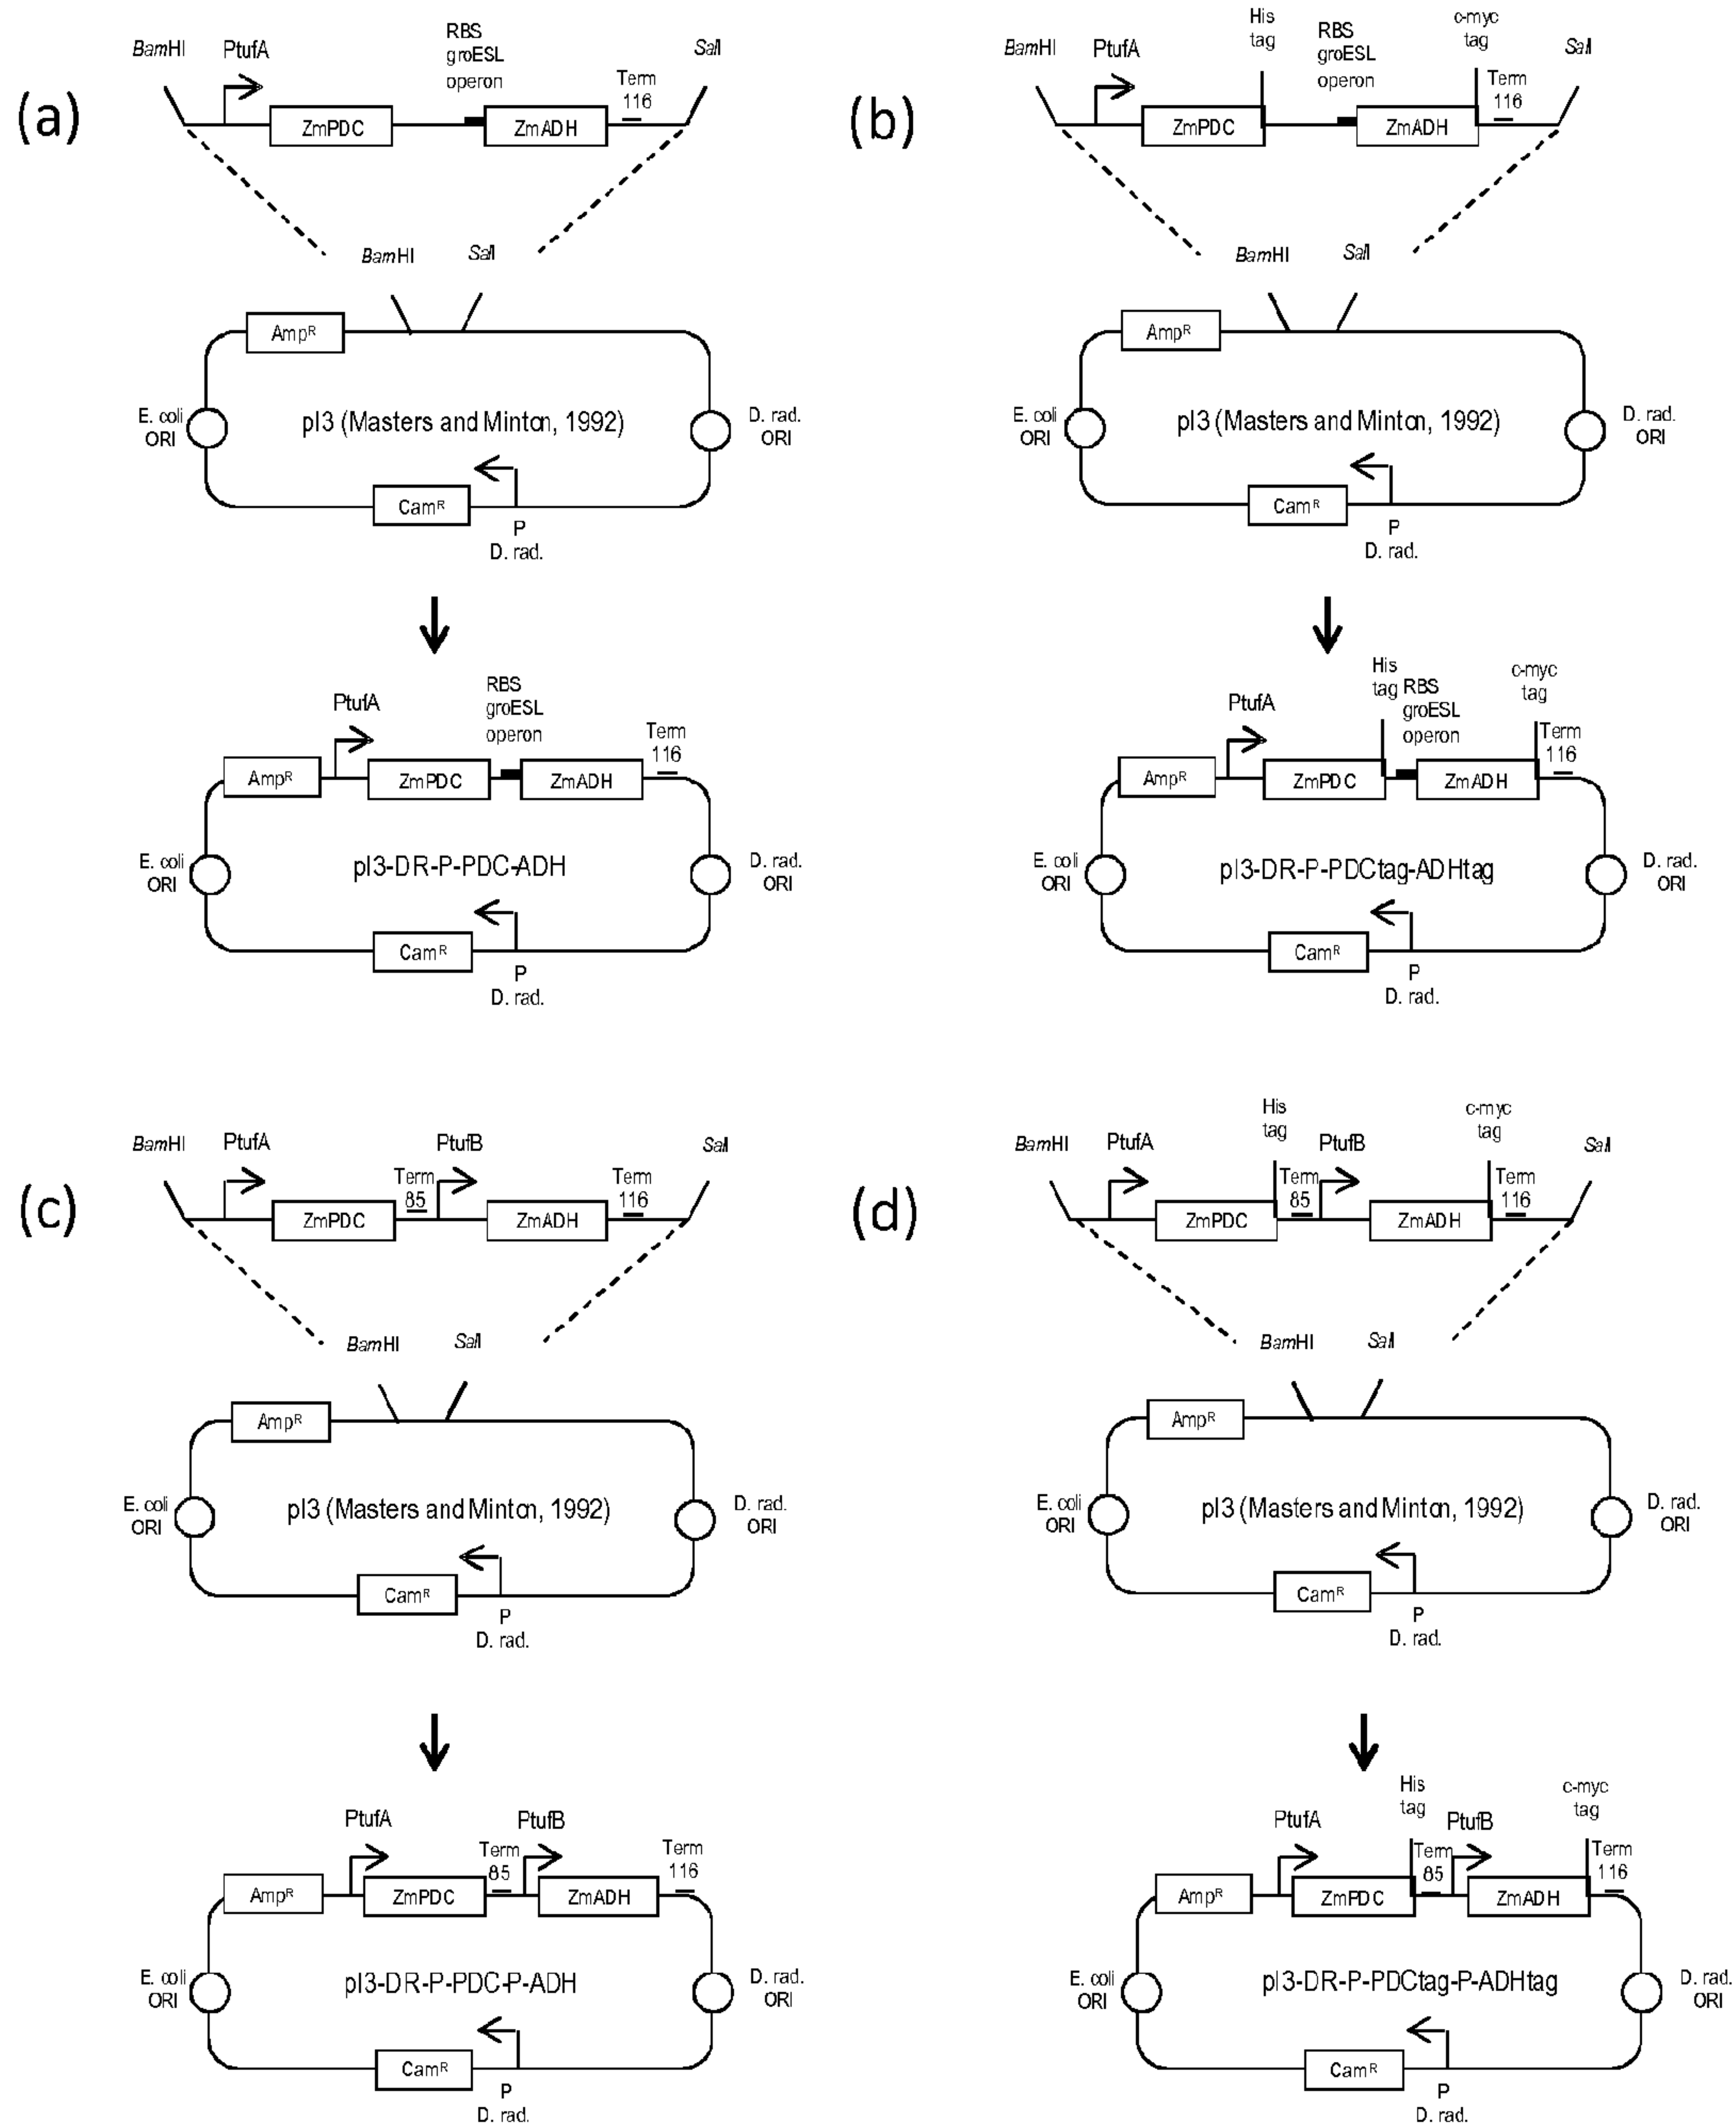 (a)
BamHI
PtufA
RBS
groESL
operon
Term
116
SalI
ZmPDC
ZmADH
BamHI
SalI
AmpR
E. coli
ORI
pI3 (Masters and Minton, 1992)
D. rad.
ORI
CamR
P
D. rad.
PtufA
RBS
groESL
operon
Term
116
AmpR
ZmPDC
ZmADH
E. coli
ORI
pI3-DR-P-PDC-ADH
D. rad.
ORI
CamR
P
D. rad.
(b)
BamHI
PtufA
His
tag
RBS
groESL
operon
c-myc
tag
Term
116
SalI
ZmPDC
ZmADH
BamHI
SalI
AmpR
E. coli
ORI
pI3 (Masters and Minton, 1992)
D. rad.
ORI
CamR
P
D. rad.
PtufA
His
tag
RBS
groESL
operon
c-myc
tag
Term
116
AmpR
ZmPDC
ZmADH
E. coli
ORI
pI3-DR-P-PDCtag-ADHtag
D. rad.
ORI
CamR
P
D. rad.
(c)
BamHI
PtufA
Term
85
PtufB
Term
116
SalI
ZmPDC
ZmADH
BamHI
SalI
AmpR
E. coli
ORI
pI3 (Masters and Minton, 1992)
D. rad.
ORI
CamR
P
D. rad.
PtufA
Term
85
PtufB
Term
116
AmpR
ZmPDC
ZmADH
E. coli
ORI
pI3-DR-P-PDC-P-ADH
D. rad.
ORI
CamR
P
D. rad.
(d)
BamHI
PtufA
His
tag
Term
85
PtufB
c-myc
tag
Term
116
SalI
ZmPDC
ZmADH
BamHI
SalI
AmpR
E. coli
ORI
pI3 (Masters and Minton, 1992)
D. rad.
ORI
CamR
P
D. rad.
PtufA
His
tag
Term
85
PtufB
c-myc
tag
Term
116
AmpR
ZmPDC
ZmADH
E. coli
ORI
pI3-DR-P-PDCtag-P-ADHtag
D. rad.
ORI
CamR
P
D. rad.